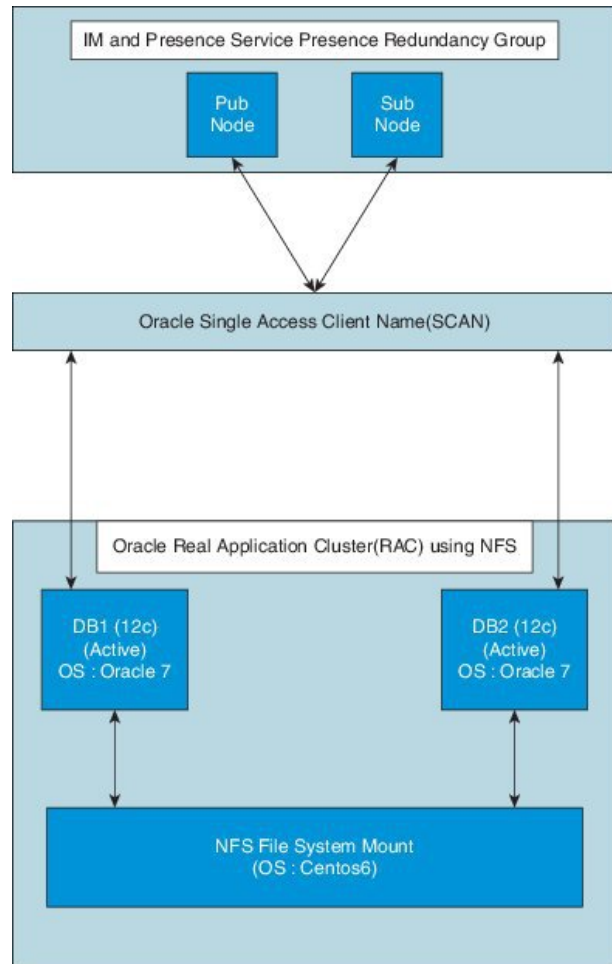 IM and Presence Service Presence Redundancy Group
Pub
Node
Sub
Node
Oracle Single Access Client Name(SCAN)
Oracle Real Application Cluster(RAC) using NFS
DB1 (12c)
(Active)
OS : Oracle 7
DB2 (12c)
(Active)
OS : Oracle 7
NFS File System Mount
(OS : Centos6)